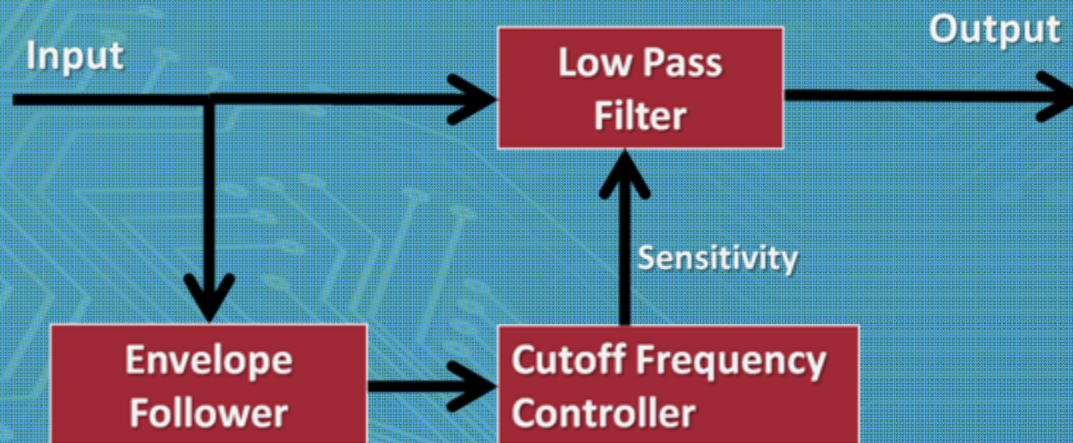 Input
Output
Low Pass
Filter
Sensitivity
Envelope
Follower
Cutoff Frequency
Controller